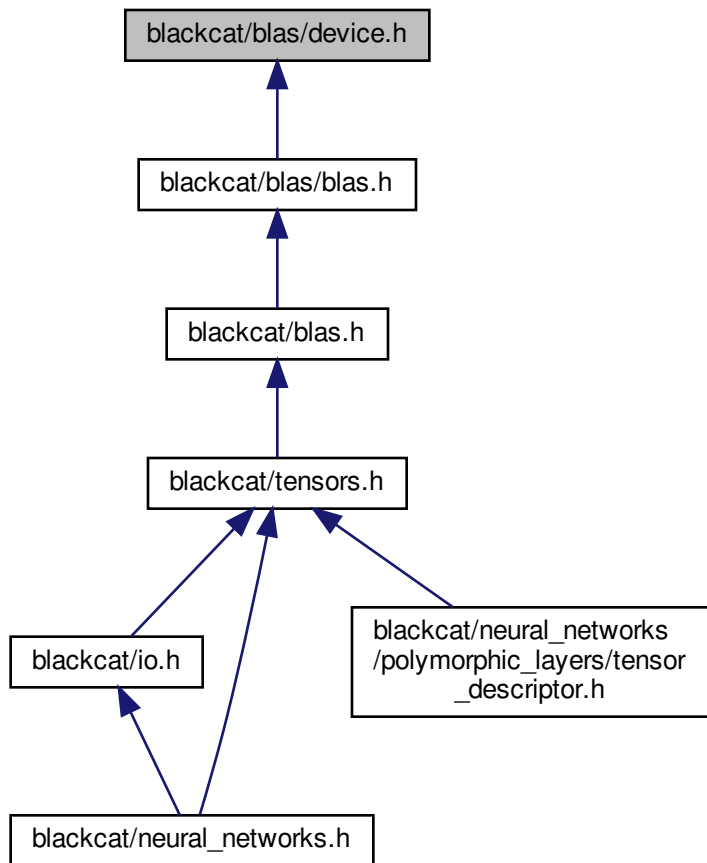 blackcat/blas/device.h
blackcat/blas/blas.h
blackcat/blas.h
blackcat/tensors.h
blackcat/io.h
blackcat/neural_networks
/polymorphic_layers/tensor
_descriptor.h
blackcat/neural_networks.h